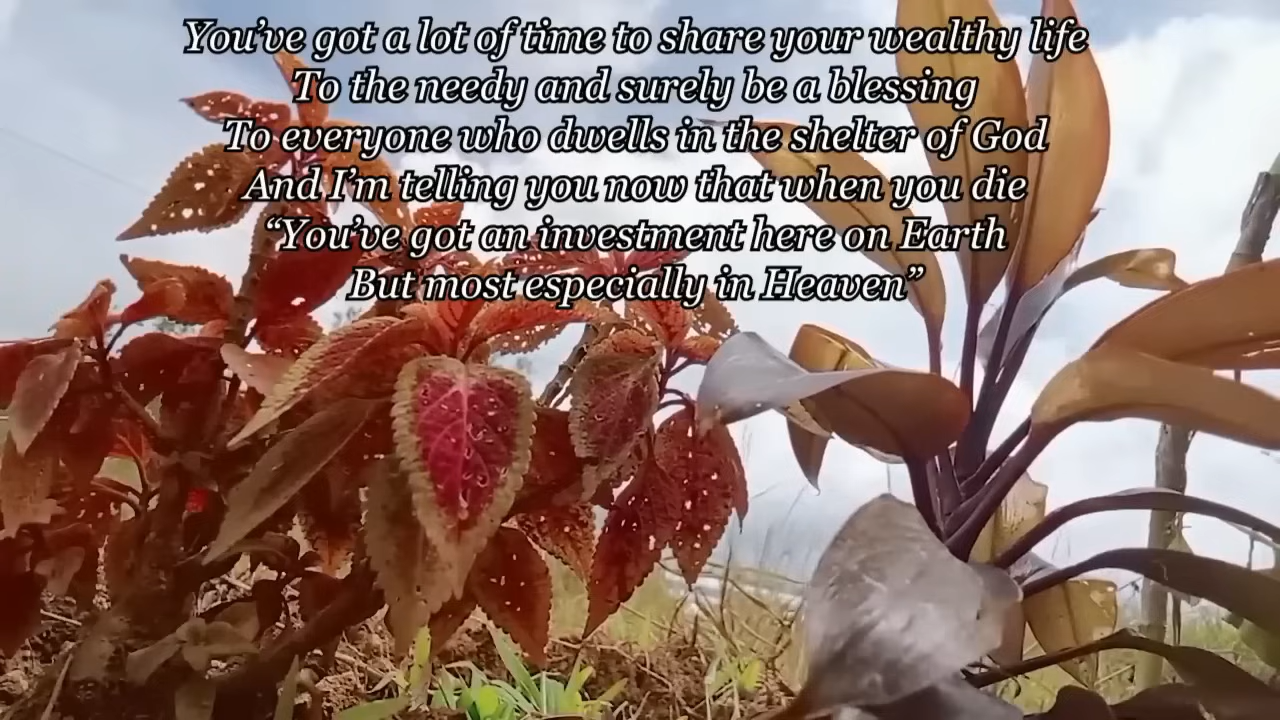 You’ve got a lot of time to share your wealthy life
To the needy and surely be a blessing
To everyone who dwells in the shelter of God
And I’m telling you now that when you die
“You’ve got an investment here on Earth
But most especially in Heaven”